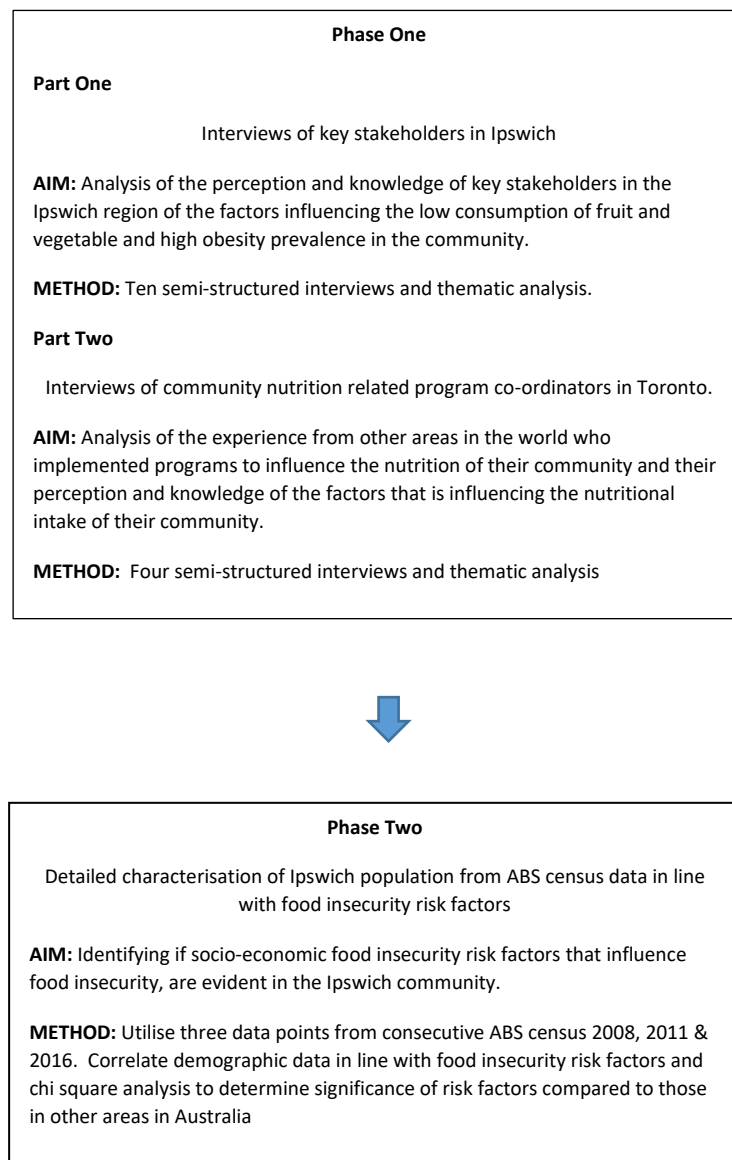 Phase One
Part One
Interviews of key stakeholders in Ipswich
AIM: Analysis of the perception and knowledge of key stakeholders in the
Ipswich region of the factors influencing the low consumption of fruit and
vegetable and high obesity prevalence in the community.
METHOD: Ten semi-structured interviews and thematic analysis.
Part Two
Interviews of community nutrition related program co-ordinators in Toronto.
AIM: Analysis of the experience from other areas in the world who
implemented programs to influence the nutrition of their community and their
perception and knowledge of the factors that is influencing the nutritional
intake of their community.
METHOD: Four semi-structured interviews and thematic analysis
Phase Two
Detailed characterisation of Ipswich population from ABS census data in line
with food insecurity risk factors
AIM: Identifying if socio-economic food insecurity risk factors that influence
food insecurity, are evident in the Ipswich community.
METHOD: Utilise three data points from consecutive ABS census 2008, 2011 &
2016. Correlate demographic data in line with food insecurity risk factors and
chi square analysis to determine significance of risk factors compared to those
in other areas in Australia